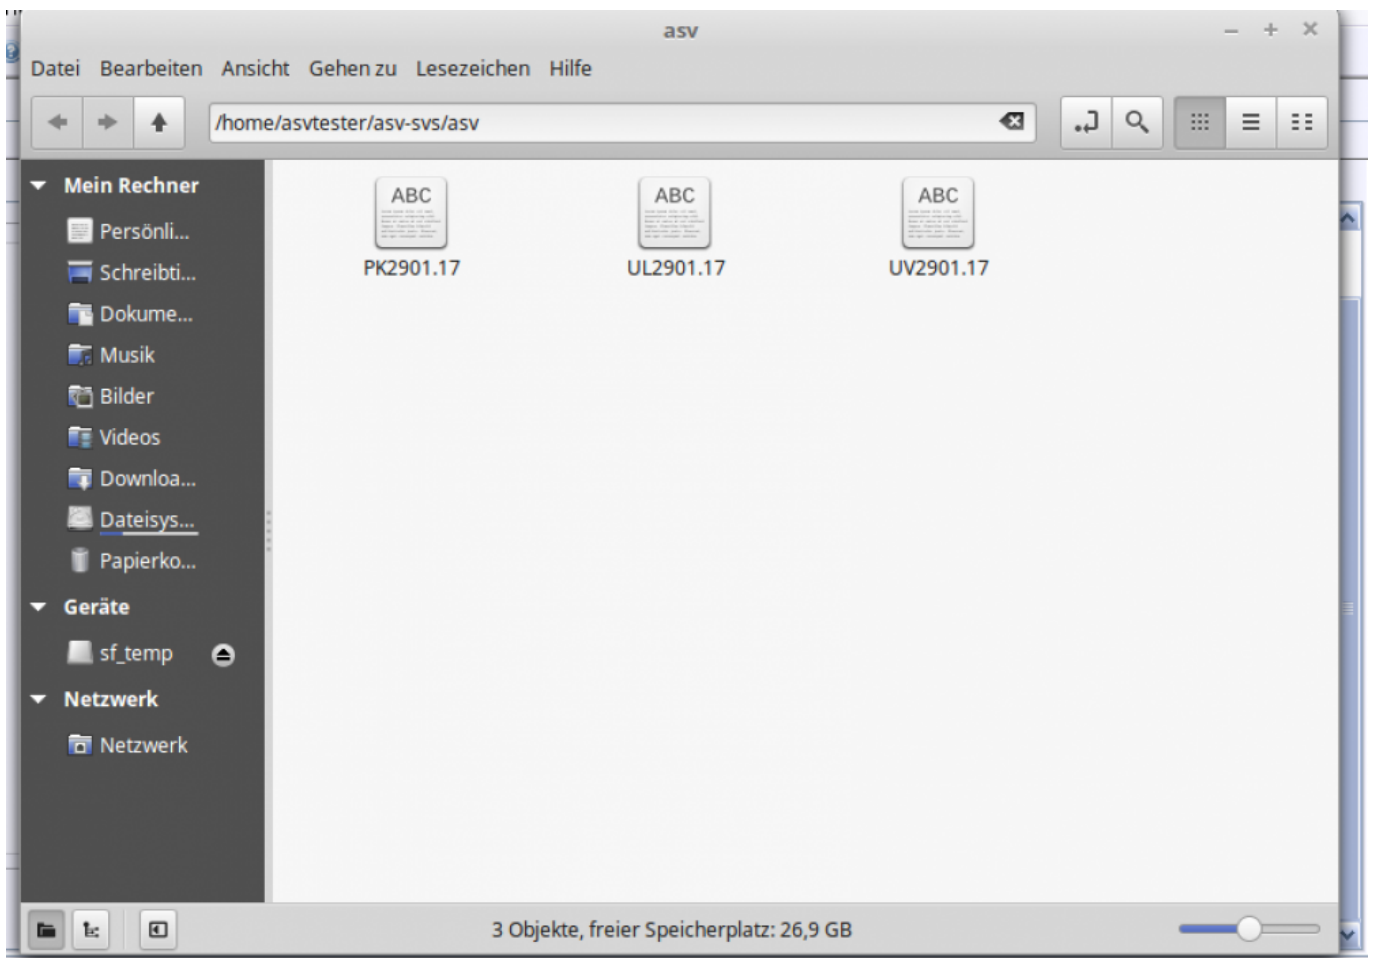 asv
Datei Bearbeiten Ansicht Gehen zu Lesezeichen Hilfe
/home/asvtester/asv-svs/asv
Mein Rechner
Persönli...
Schreibti...
Dokume...
Musik
Bilder
Videos
Downloa...
Dateisys...
Papierko...
Geräte
sf_temp
Netzwerk
Netzwerk
ABC ABC ABC
PK2901.17 UL2901.17 UV2901.17
3 Objekte, freier Speicherplatz: 26,9 GB